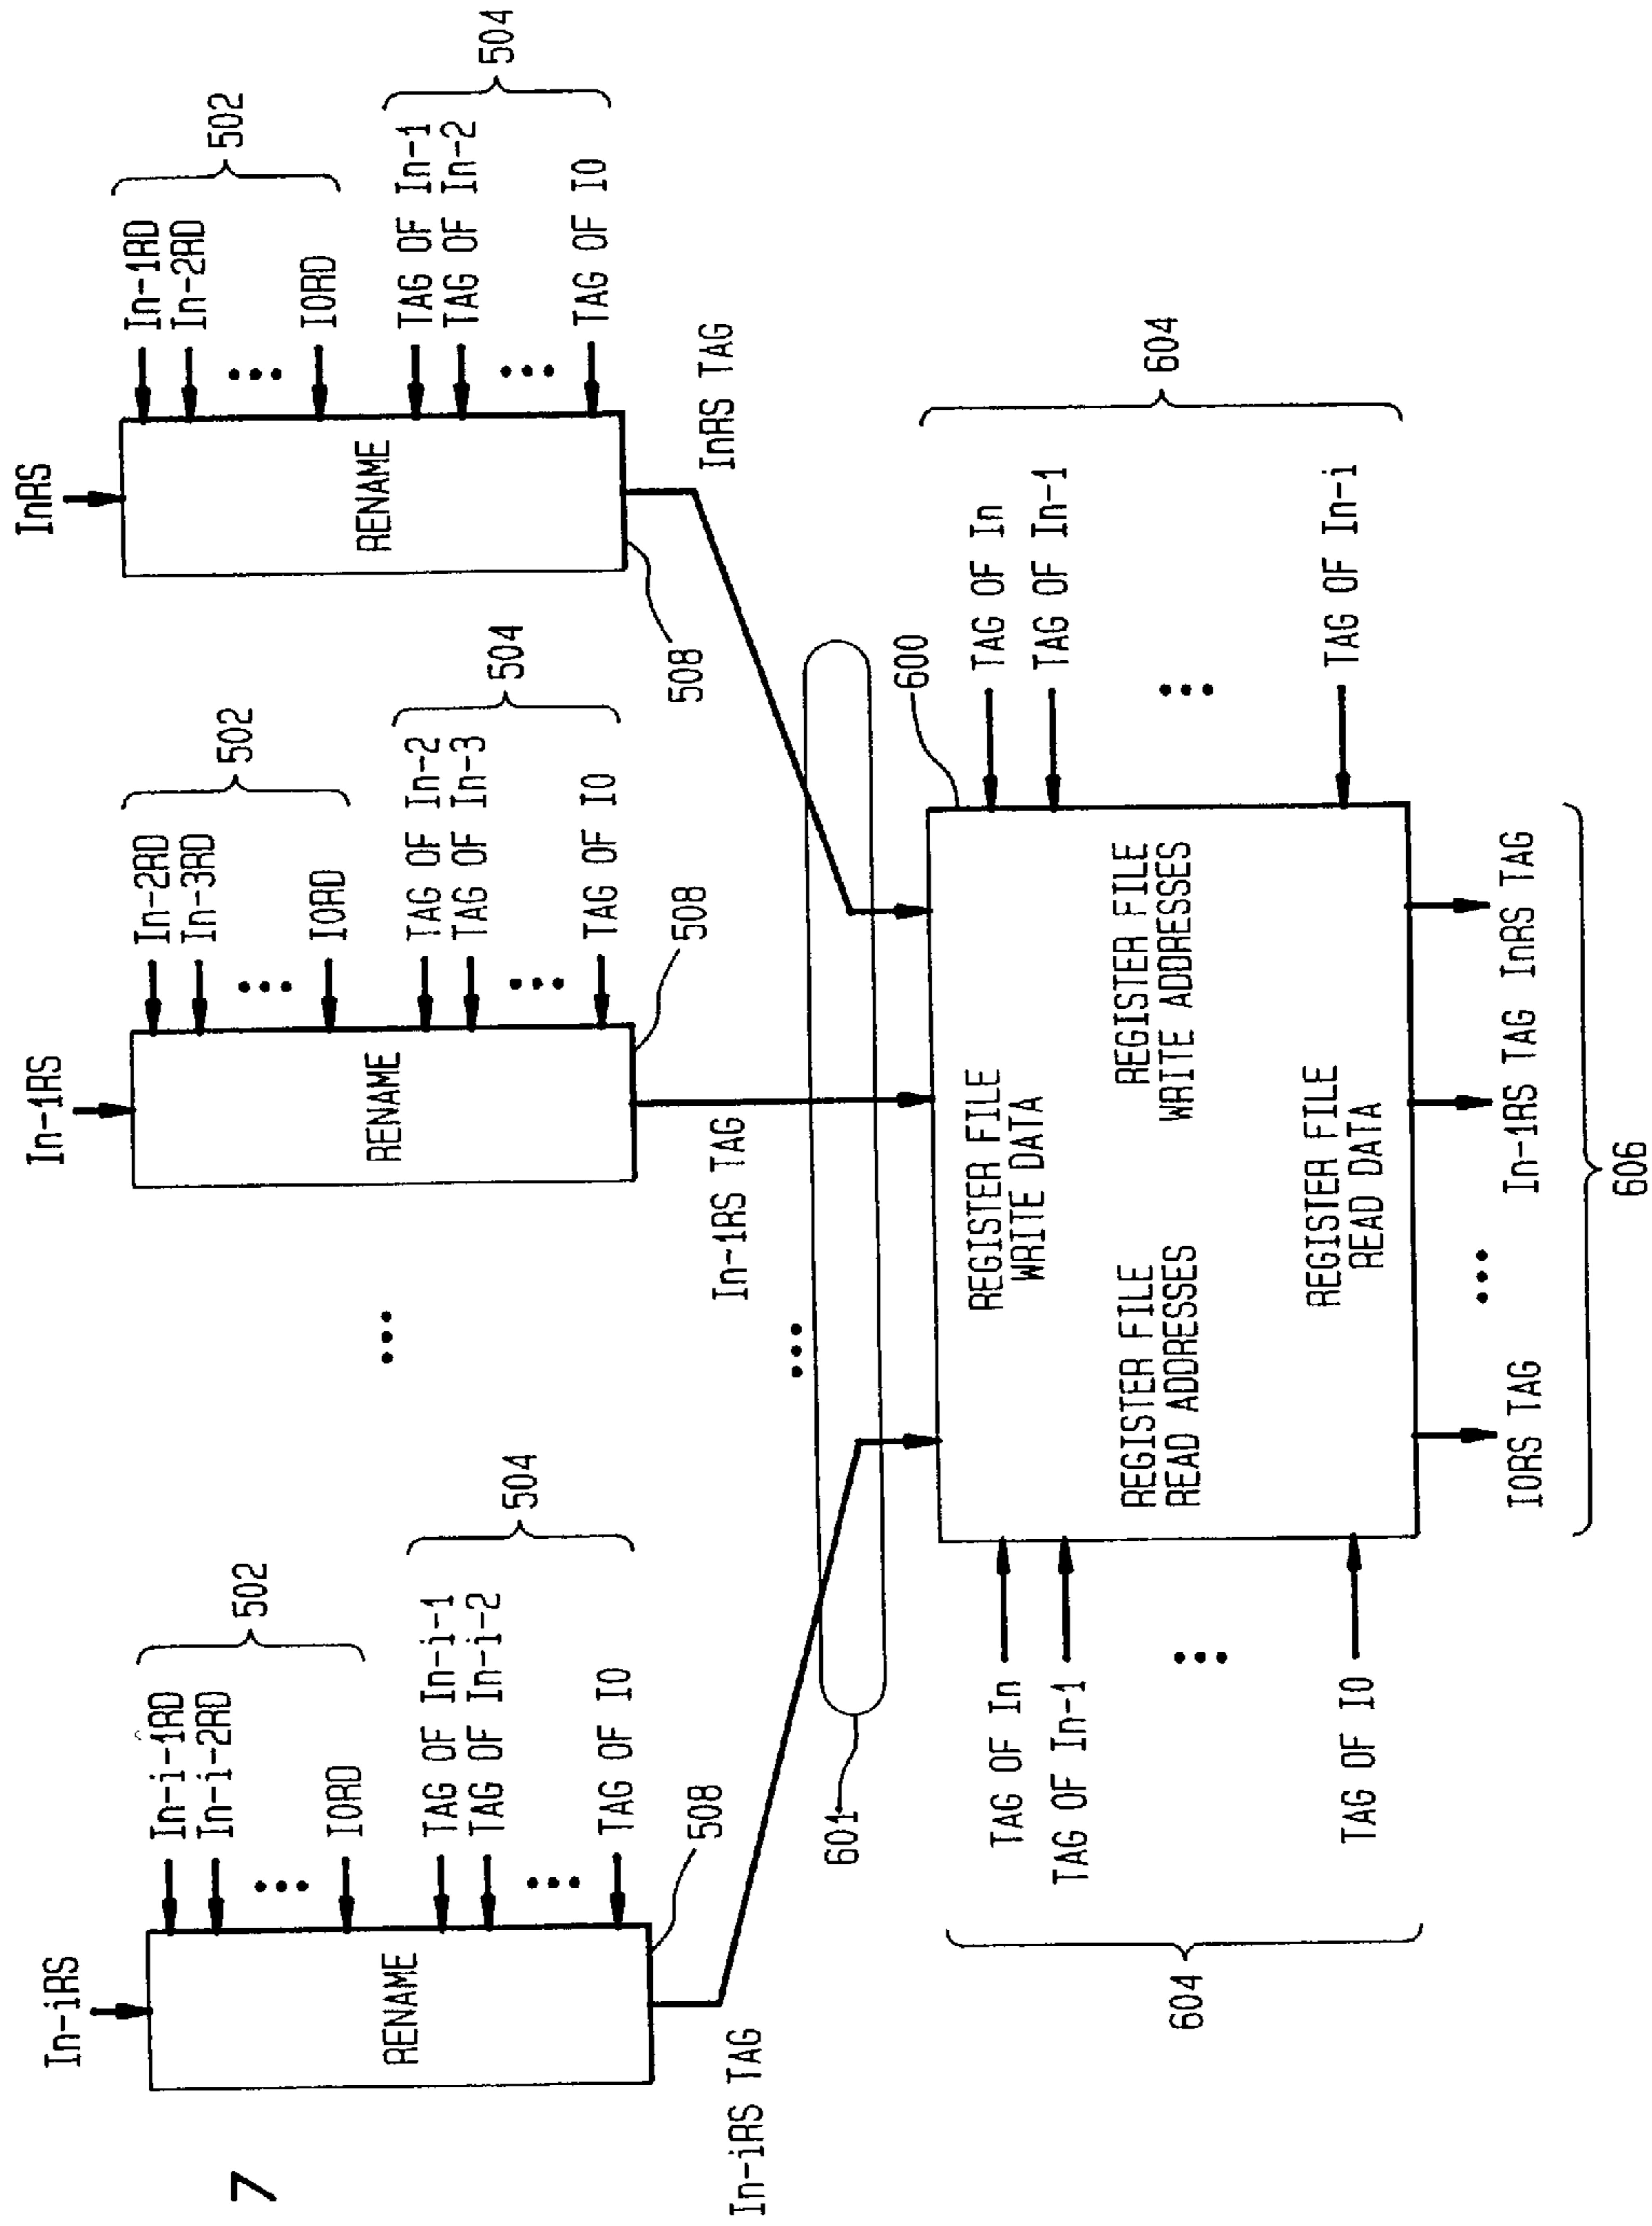 7
In-iRS
In-i-1RD
In-i-2RD
IORD
502
TAG OF In-i-1
TAG OF In-i-2
TAG OF IO
504
RENAME
508
In-iRS TAG
In-1RS
In-2RD
In-3RD
IORD
502
TAG OF In-2
TAG OF In-3
TAG OF IO
504
RENAME
508
In-1RS TAG
InRS
In-1RD
In-2RD
IORD
502
TAG OF In-1
TAG OF In-2
TAG OF IO
504
RENAME
508
InRS TAG
601
600
REGISTER FILE
WRITE DATA
REGISTER FILE
READ ADDRESSES
REGISTER FILE
WRITE ADDRESSES
REGISTER FILE
READ DATA
TAG OF In
TAG OF In-1
TAG OF IO
604
TAG OF In
TAG OF In-1
TAG OF In-i
604
IORS TAG
In-1RS TAG
InRS TAG
606